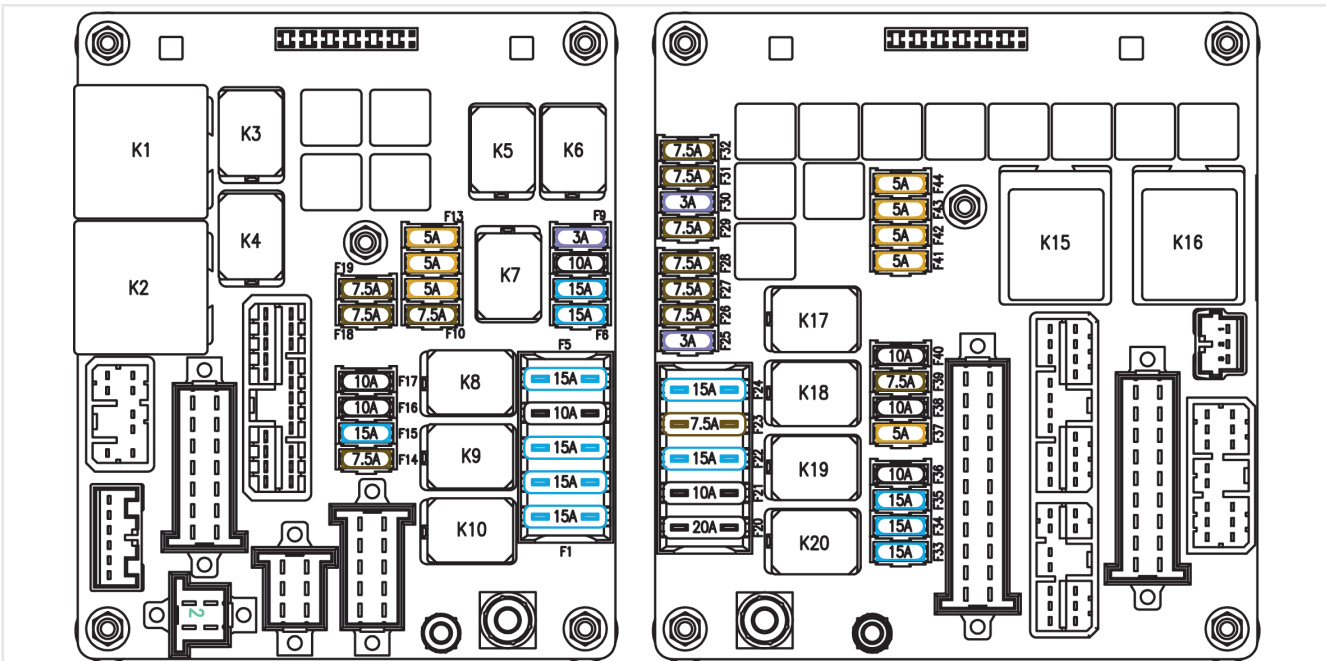 K1
K3
K5
K6
K4
K2
F13
5A
5A
5A
7.5A
F10
F19
7.5A
7.5A
F18
K7
F9
3A
10A
15A
15A
F6
10A F17
10A F16
15A F15
7.5A F14
K8
K9
K10
F5
15A
10A
15A
15A
15A
F1
2
7.5A F32
7.5A F31
3A F30
7.5A F29
7.5A F28
7.5A F27
7.5A F26
3A F25
15A F24
7.5A F23
15A F22
10A F21
20A F20
5A F44
5A F43
5A F42
5A F41
K15
K16
K17
K18
K19
K20
10A F40
7.5A F39
10A F38
5A F37
10A F36
15A F35
15A F34
15A F33